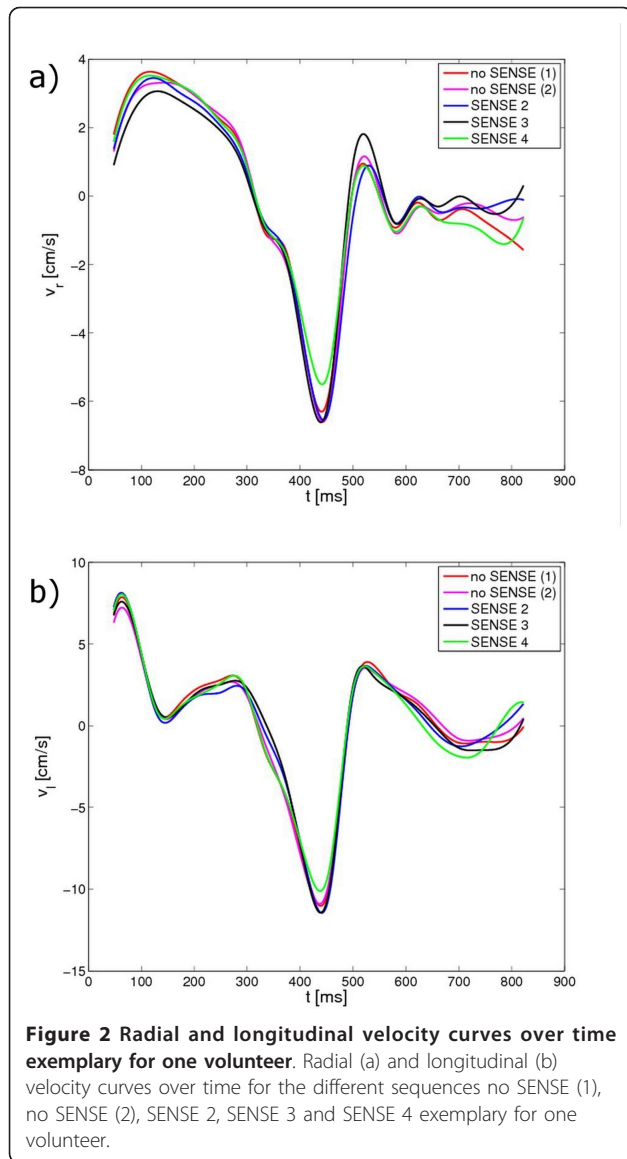 a)
4
2
0
-2
-4
-6
-8
v_r [cm/s]
no SENSE (1)
no SENSE (2)
SENSE 2
SENSE 3
SENSE 4
0 100 200 300 400 500 600 700 800 900
t [ms]
b)
10
5
0
-5
-10
-15
v_l [cm/s]
no SENSE (1)
no SENSE (2)
SENSE 2
SENSE 3
SENSE 4
0 100 200 300 400 500 600 700 800 900
t [ms]
Figure 2 Radial and longitudinal velocity curves over time
exemplary for one volunteer. Radial (a) and longitudinal (b)
velocity curves over time for the different sequences no SENSE (1),
no SENSE (2), SENSE 2, SENSE 3 and SENSE 4 exemplary for one
volunteer.